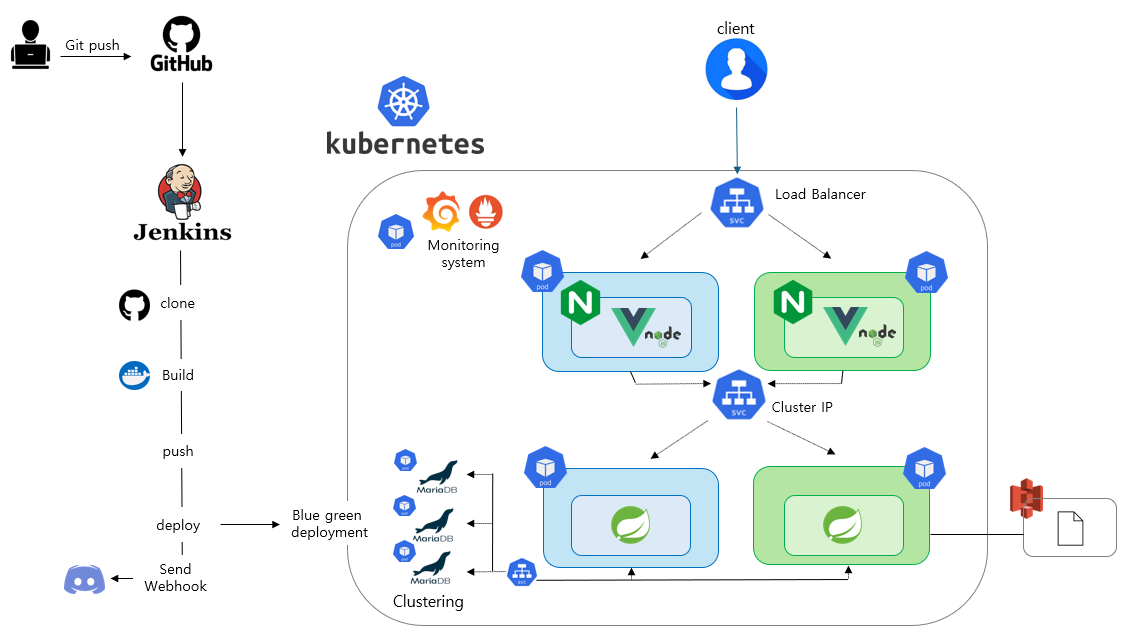 client
Git push
GitHub
kubernetes
Jenkins
svc
Load Balancer
pod
Monitoring
system
pod
pod
N
node
JS
N
node
JS
clone
Build
svc
Cluster IP
push
pod
MariaDB
pod
pod
deploy
Blue green
deployment
pod
MariaDB
pod
MariaDB
Send
Webhook
svc
Clustering